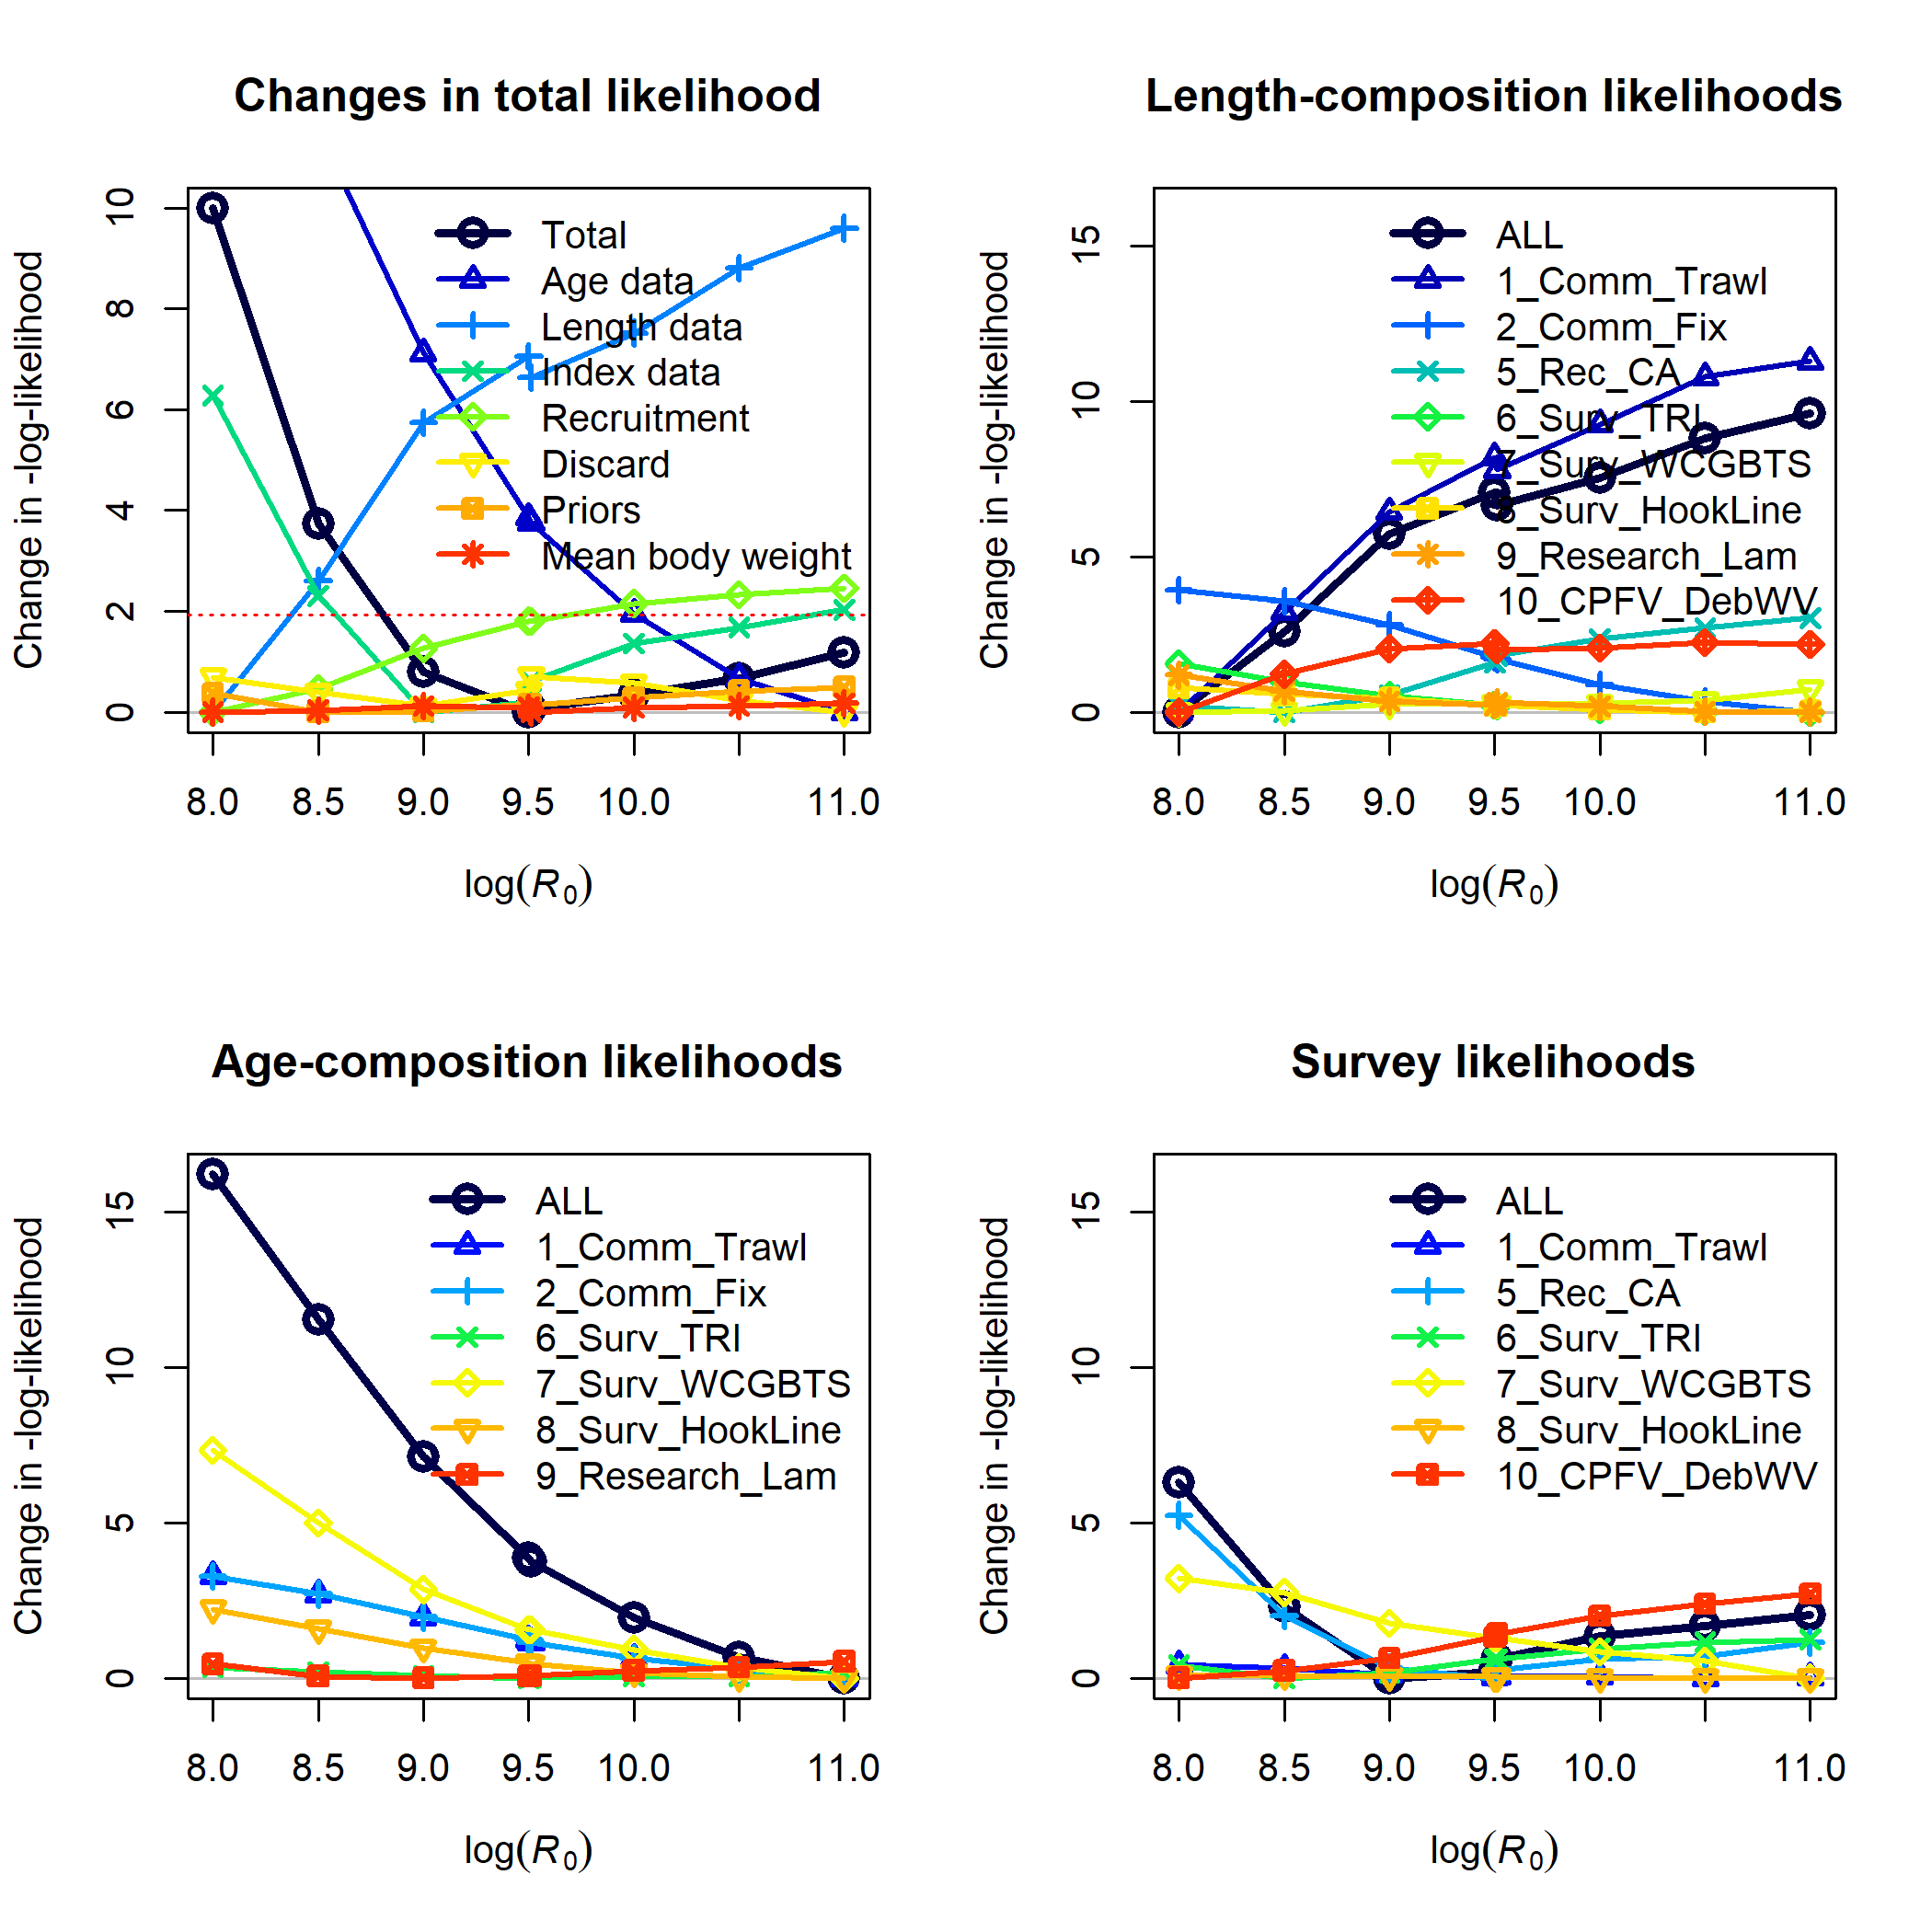 Changes in total likelihood
Change in -log-likelihood
10
8
6
4
2
0
Total
Age data
Length data
Index data
Recruitment
Discard
Priors
Mean body weight
8.0 8.5 9.0 9.5 10.0 11.0
log(R0)
Length-composition likelihoods
Change in -log-likelihood
15
10
5
0
ALL
1_Comm_Trawl
2_Comm_Fix
5_Rec_CA
6_Surv_TRI
7_Surv_WCGBTS
8_Surv_HookLine
9_Research_Lam
10_CPFV_DebWV
8.0 8.5 9.0 9.5 10.0 11.0
log(R0)
Age-composition likelihoods
Change in -log-likelihood
15
10
5
0
ALL
1_Comm_Trawl
2_Comm_Fix
6_Surv_TRI
7_Surv_WCGBTS
8_Surv_HookLine
9_Research_Lam
8.0 8.5 9.0 9.5 10.0 11.0
log(R0)
Survey likelihoods
Change in -log-likelihood
15
10
5
0
ALL
1_Comm_Trawl
5_Rec_CA
6_Surv_TRI
7_Surv_WCGBTS
8_Surv_HookLine
10_CPFV_DebWV
8.0 8.5 9.0 9.5 10.0 11.0
log(R0)